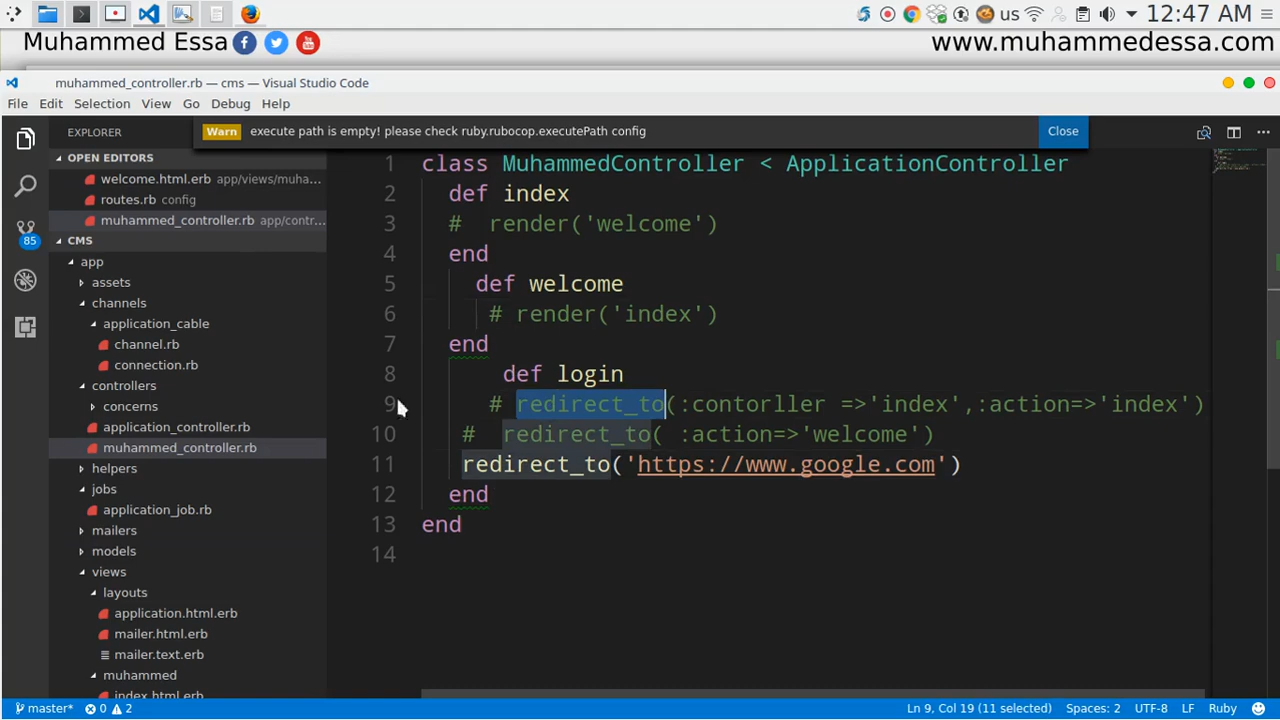 us
12:47 AM
Muhammed Essa
www.muhammedessa.com
muhammed_controller.rb — cms — Visual Studio Code
File Edit Selection View Go Debug Help
EXPLORER
Warn execute path is empty! please check ruby.rubocop.executePath config Close
OPEN EDITORS
welcome.html.erb app/views/muha...
routes.rb config
muhammed_controller.rb app/contr...
85
CMS
app
assets
channels
application_cable
channel.rb
connection.rb
controllers
concerns
application_controller.rb
muhammed_controller.rb
helpers
jobs
application_job.rb
mailers
models
views
layouts
application.html.erb
mailer.html.erb
mailer.text.erb
muhammed
index.html.erb
1 class MuhammedController < ApplicationController
2 def index
3 # render('welcome')
4 end
5 def welcome
6 # render('index')
7 end
8 def login
9 # redirect_to(:contorller =>'index',:action=>'index')
10 # redirect_to( :action=>'welcome')
11 redirect_to('https://www.google.com')
12 end
13 end
14
master* 0 2 Ln 9, Col 19 (11 selected) Spaces: 2 UTF-8 LF Ruby